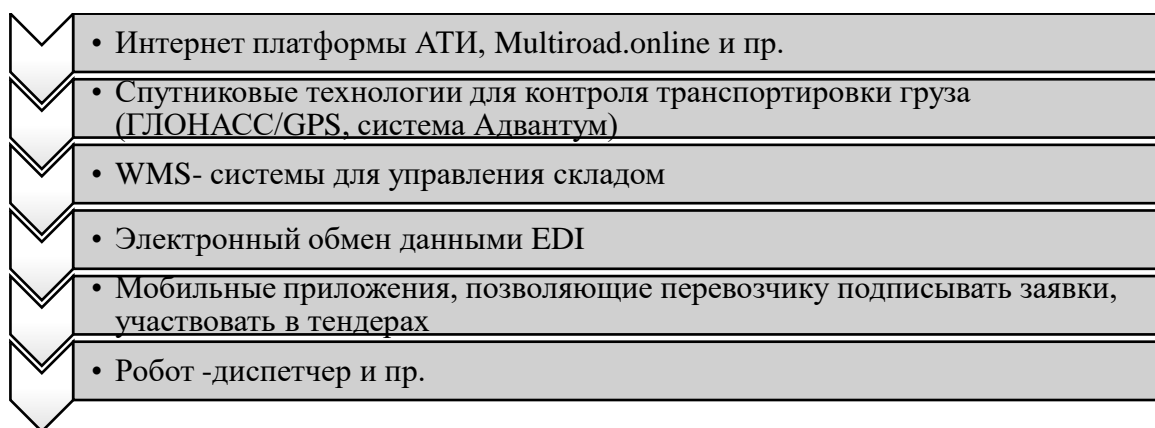 • Интернет платформы АТИ, Multiroad.online и пр.
• Спутниковые технологии для контроля транспортировки груза
(ГЛОНАСС/GPS, система Адвантум)
• WMS- системы для управления складом
• Электронный обмен данными EDI
• Мобильные приложения, позволяющие перевозчику подписывать заявки,
участвовать в тендерах
• Робот -диспетчер и пр.